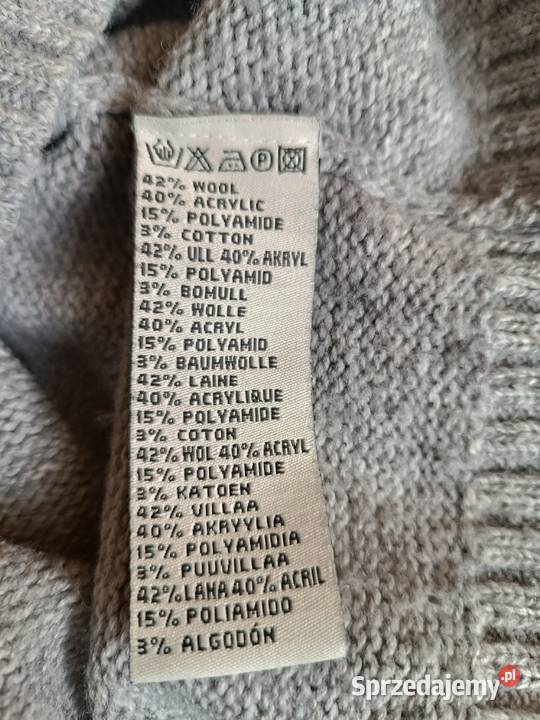 42% WOOL
40% ACRYLIC
15% POLYAMIDE
3% COTTON
42% ULL 40% AKRYL
15% POLYAMID
3% BOMULL
42% WOLLE
40% ACRYL
15% POLYAMID
3% BAUMWOLLE
42% LAINE
40% ACRYLIQUE
15% POLYAMIDE
3% COTON
42% WOL 40% ACRYL
15% POLYAMIDE
3% KATOEN
42% VILLAA
40% AKRYYLIA
15% POLYAMIDIA
3% PUUVILLAA
42% LANA 40% ACRIL
15% POLIAMIDO
3% ALGODÓN
Sprzedajemy.pl